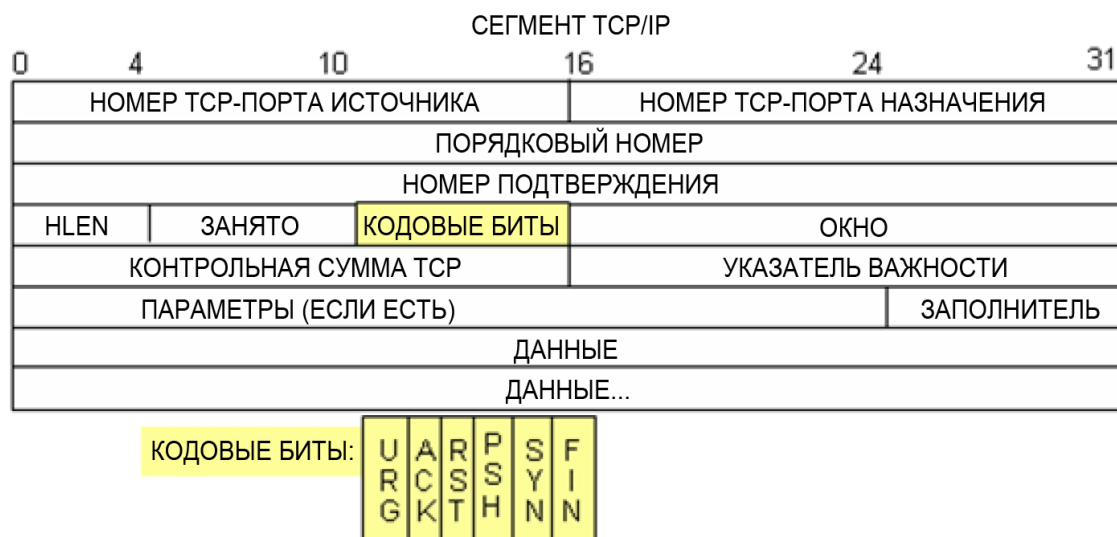 СЕГМЕНТ TCP/IP
0 4 10 16 24 31
НОМЕР TCP-ПОРТА ИСТОЧНИКА НОМЕР TCP-ПОРТА НАЗНАЧЕНИЯ
ПОРЯДКОВЫЙ НОМЕР
НОМЕР ПОДТВЕРЖДЕНИЯ
HLEN ЗАНЯТО КОДОВЫЕ БИТЫ ОКНО
КОНТРОЛЬНАЯ СУММА TCP УКАЗАТЕЛЬ ВАЖНОСТИ
ПАРАМЕТРЫ (ЕСЛИ ЕСТЬ) ЗАПОЛНИТЕЛЬ
ДАННЫЕ
ДАННЫЕ...
КОДОВЫЕ БИТЫ: URG ACK RST PSH SYN FIN